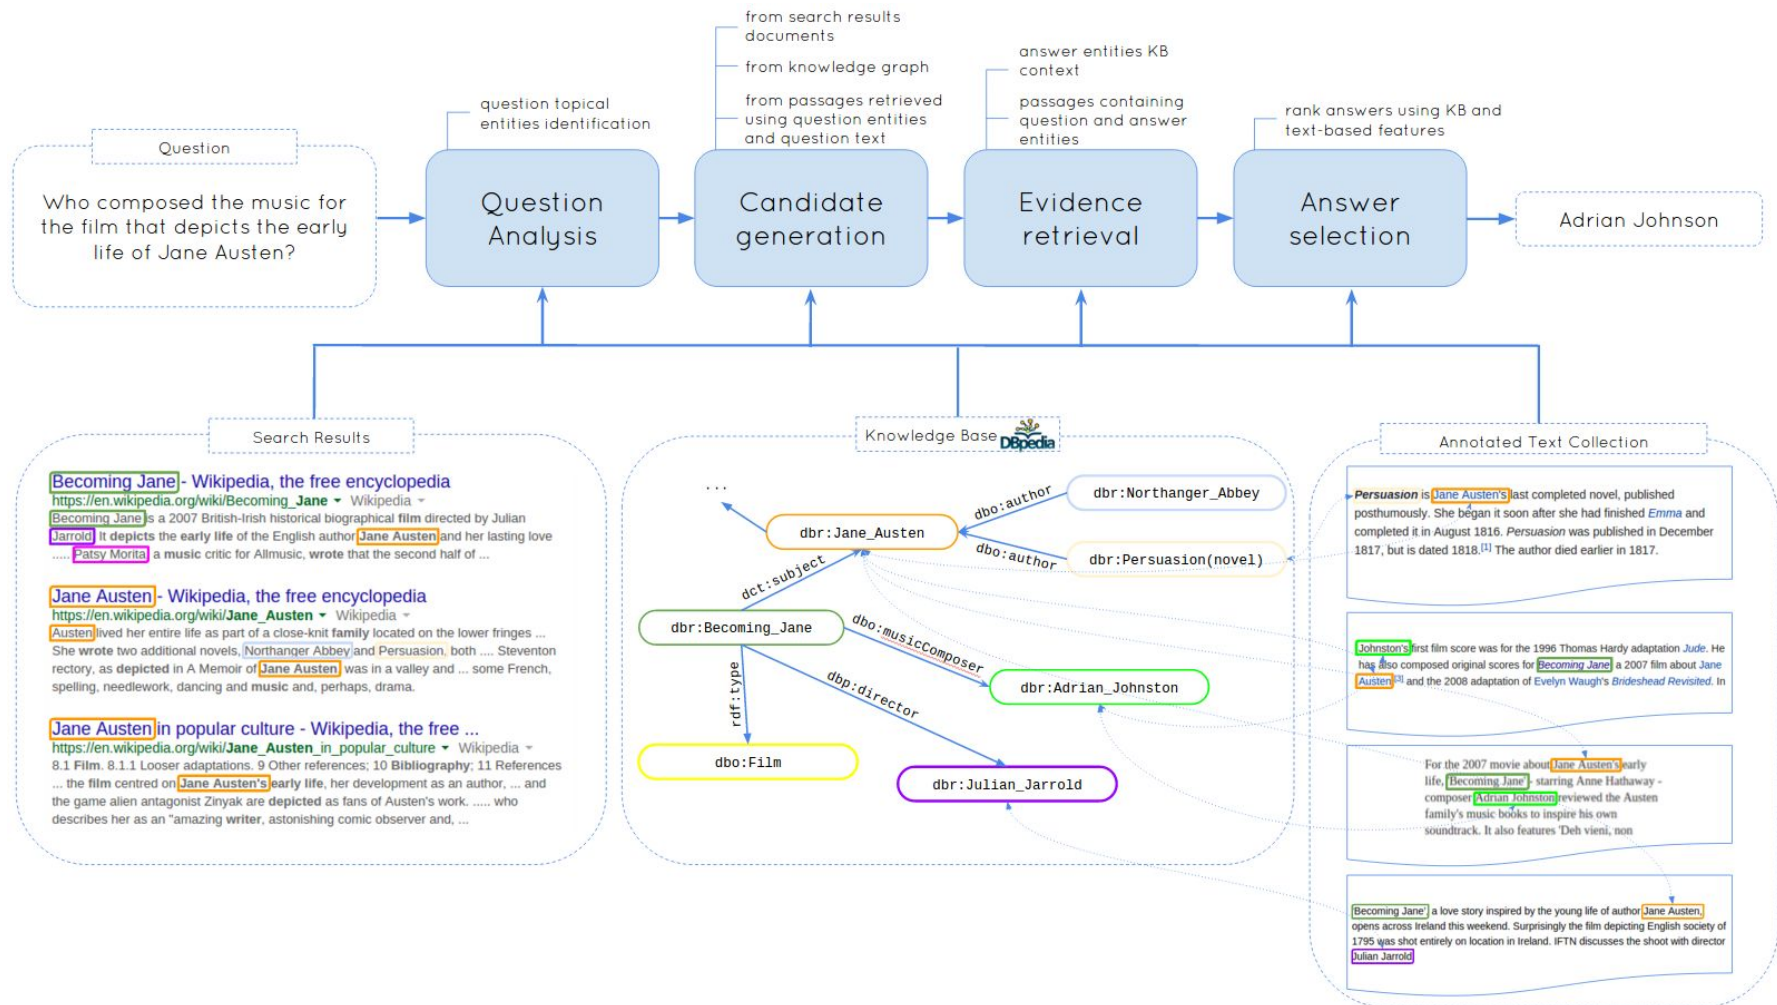 from search results
documents
from knowledge graph
from passages retrieved
using question entities
and question text
answer entities KB
context
passages containing
question and answer
entities
question topical
entities identification
rank answers using KB and
text-based features
Question
Who composed the music for
the film that depicts the early
life of Jane Austen?
Question
Analysis
Candidate
generation
Evidence
retrieval
Answer
selection
Adrian Johnson
Search Results
Becoming Jane - Wikipedia, the free encyclopedia
https://en.wikipedia.org/wiki/Becoming_Jane ▾ Wikipedia ▾
Becoming Jane is a 2007 British-Irish historical biographical film directed by Julian
Jarrold. It depicts the early life of the English author Jane Austen and her lasting love
..... Patsy Morita, a music critic for Allmusic, wrote that the second half of ...
Jane Austen - Wikipedia, the free encyclopedia
https://en.wikipedia.org/wiki/Jane_Austen ▾ Wikipedia ▾
Austen lived her entire life as part of a close-knit family located on the lower fringes ...
She wrote two additional novels, Northanger Abbey and Persuasion, both .... Steventon
rectory, as depicted in A Memoir of Jane Austen, was in a valley and ... some French,
spelling, needlework, dancing and music and, perhaps, drama.
Jane Austen in popular culture - Wikipedia, the free ...
https://en.wikipedia.org/wiki/Jane_Austen_in_popular_culture ▾ Wikipedia ▾
8.1 Film. 8.1.1 Looser adaptations. 9 Other references; 10 Bibliography; 11 References
... the film centred on Jane Austen's early life, her development as an author, ... and
the game alien antagonist Zinyak are depicted as fans of Austen's work. ..... who
describes her as an "amazing writer, astonishing comic observer and, ...
Knowledge Base DBpedia
...
dbr:Northanger_Abbey
dbo:author
dbr:Jane_Austen
dbo:author
dbr:Persuasion(novel)
dct:subject
dbr:Becoming_Jane
dbo:musicComposer
dbr:Adrian_Johnston
rdf:type
dbp:director
dbo:Film
dbr:Julian_Jarrold
Annotated Text Collection
Persuasion is Jane Austen's last completed novel, published
posthumously. She began it soon after she had finished Emma and
completed it in August 1816. Persuasion was published in December
1817, but is dated 1818.[1] The author died earlier in 1817.
Johnston's first film score was for the 1996 Thomas Hardy adaptation Jude. He
has also composed original scores for Becoming Jane, a 2007 film about Jane
Austen[3] and the 2008 adaptation of Evelyn Waugh's Brideshead Revisited. In
For the 2007 movie about Jane Austen's early
life, 'Becoming Jane' - starring Anne Hathaway -
composer Adrian Johnston reviewed the Austen
family's music books to inspire his own
soundtrack. It also features 'Deh vieni, non
'Becoming Jane', a love story inspired by the young life of author Jane Austen,
opens across Ireland this weekend. Surprisingly the film depicting English society of
1795 was shot entirely on location in Ireland. IFTN discusses the shoot with director
Julian Jarrold